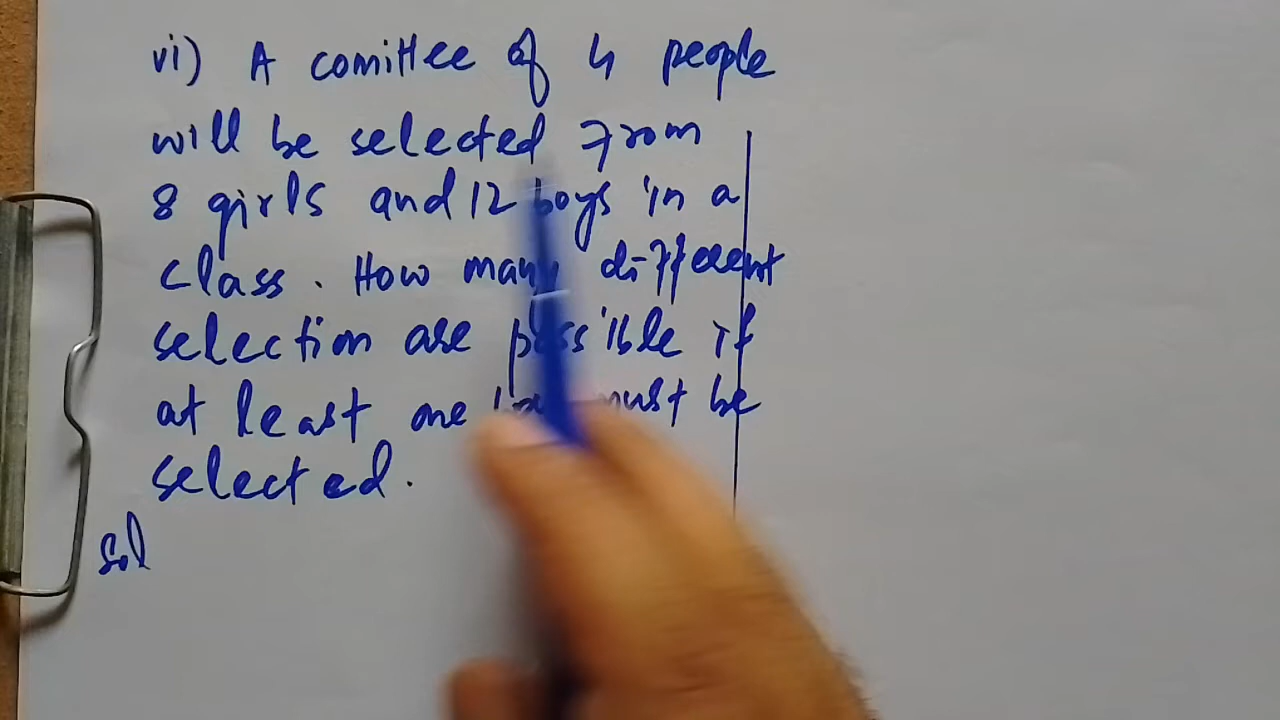 vi) A comittee of 4 people
will be selected from
8 girls and 12 boys in a
class. How many different
selection are possible if
at least one must be
selected.
Sol